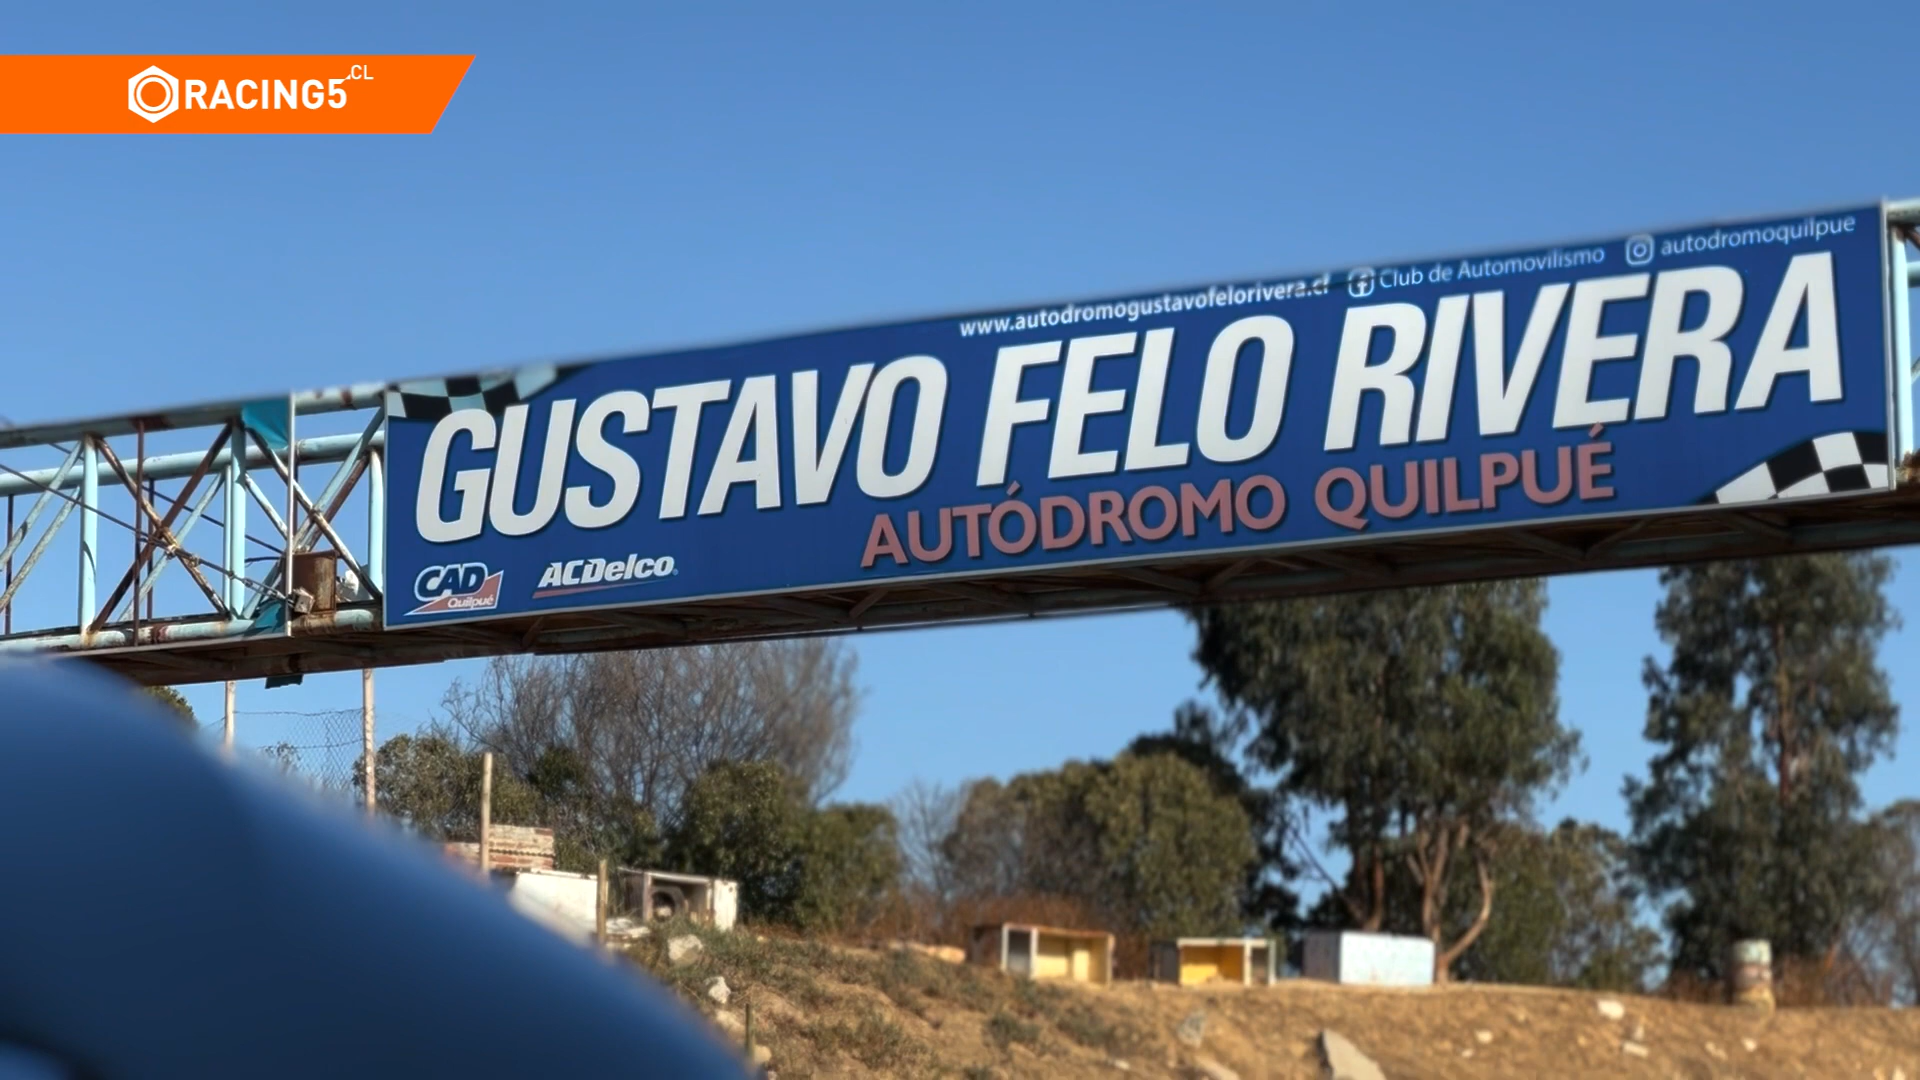 RACING5.CL
www.autodromogustavofelorivera.cl Club de Automovilismo autodromoquilpue
GUSTAVO FELO RIVERA
AUTÓDROMO QUILPUÉ
CAD
Quilpué
ACDelco